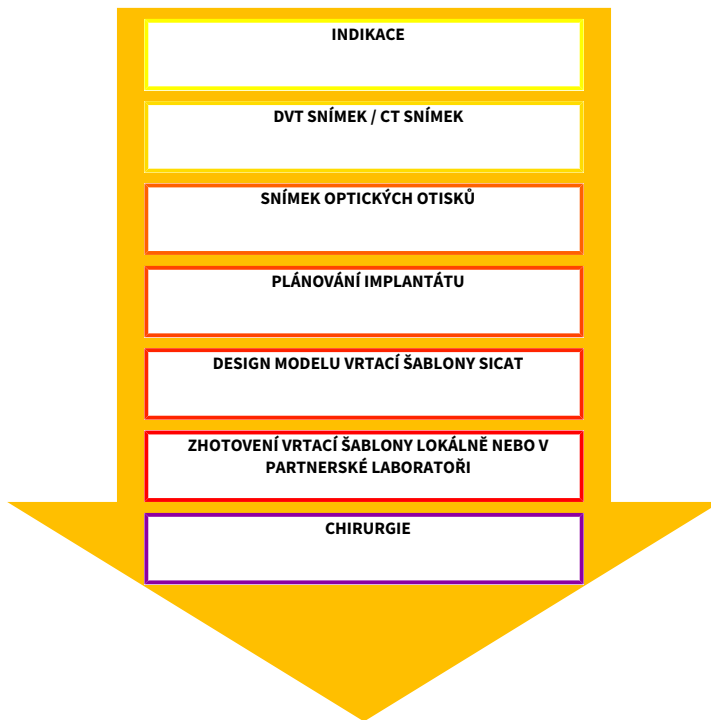 INDIKACE
DVT SNÍMEK / CT SNÍMEK
SNÍMEK OPTICKÝCH OTISKŮ
PLÁNOVÁNÍ IMPLANTÁTU
DESIGN MODELU VRTACÍ ŠABLONY SICAT
ZHOTOVENÍ VRTACÍ ŠABLONY LOKÁLNĚ NEBO V
PARTNERSKÉ LABORATOŘI
CHIRURGIE